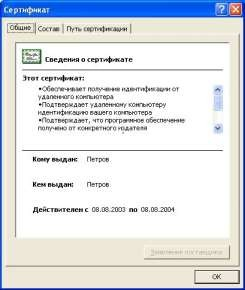 Сертификат
Общие Состав Путь сертификации
Сведения о сертификате
Этот сертификат:
•Обеспечивает получение идентификации от
удаленного компьютера
•Подтверждает удаленному компьютеру
идентификацию вашего компьютера
•Подтверждает, что программное обеспечение
получено от конкретного издателя
Кому выдан: Петров
Кем выдан: Петров
Действителен с 08.08.2003 по 08.08.2004
Заявление поставщика
ОК